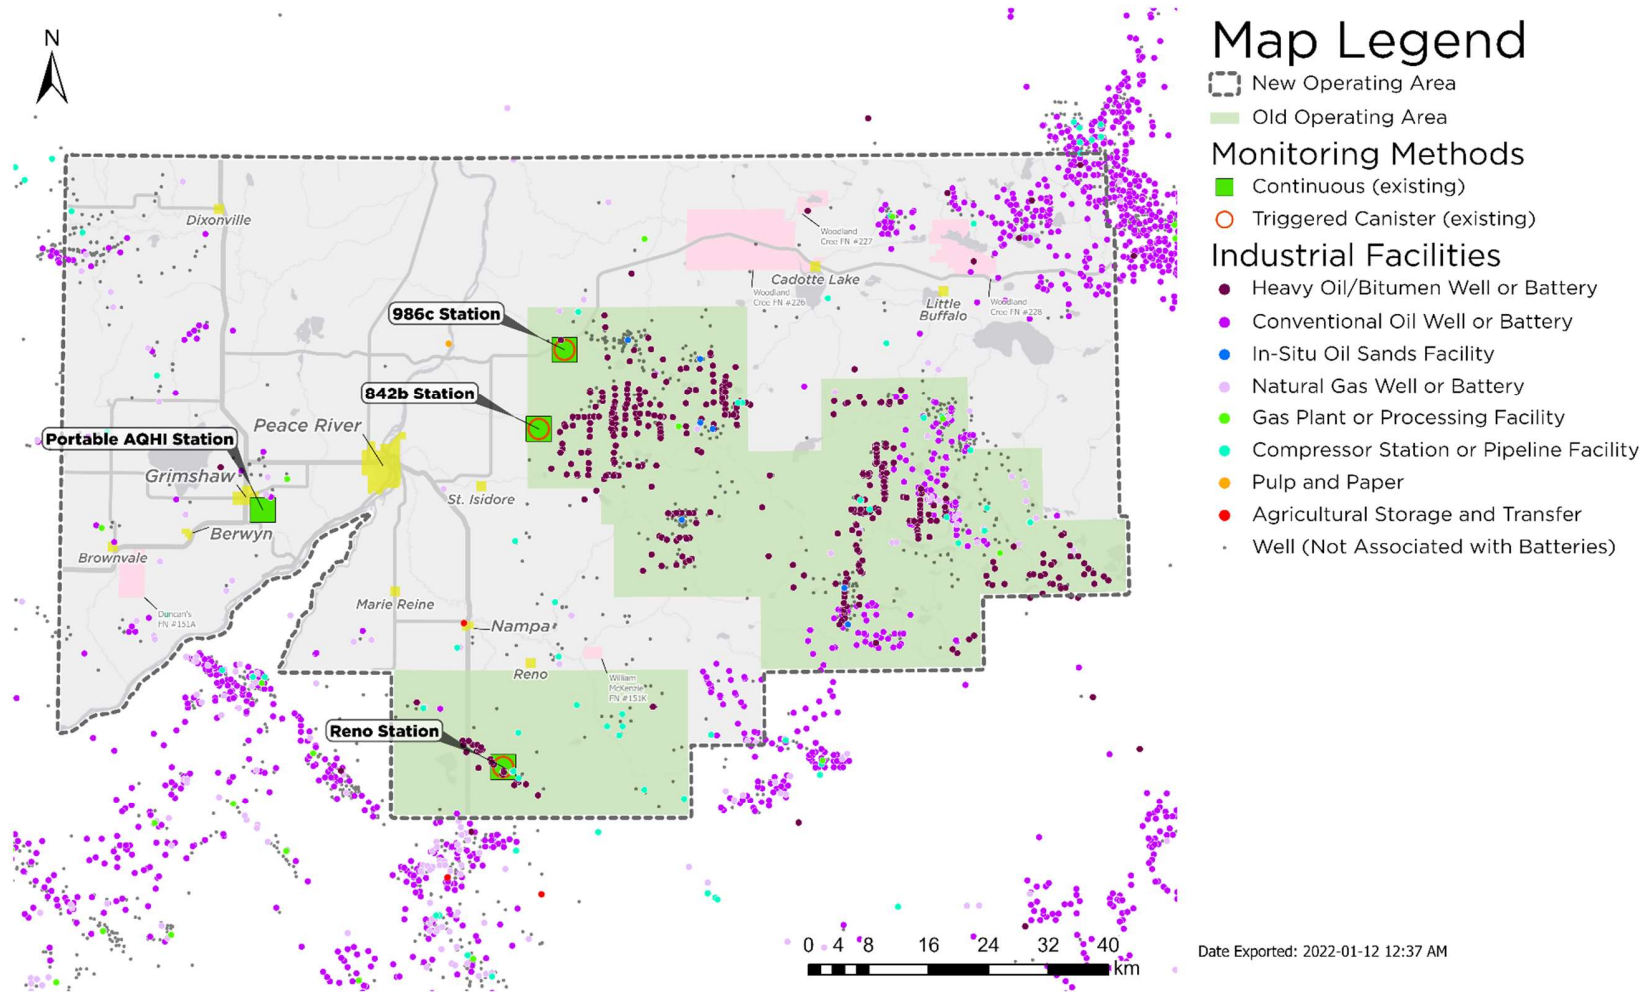 N
Dixonville
Woodland
Cree FN #227
Cadotte Lake
Woodland
Cree FN #226
Little
Buffalo
Woodland
Cree FN #228
986c Station
842b Station
Peace River
Portable AQHI Station
Grimshaw
St. Isidore
Berwyn
Brownvale
Duncan's
FN #151A
Marie Reine
Nampa
Reno
William
McKenzie
FN #151K
Reno Station
0 4 8 16 24 32 40
km
Map Legend
New Operating Area
Old Operating Area
Monitoring Methods
Continuous (existing)
Triggered Canister (existing)
Industrial Facilities
Heavy Oil/Bitumen Well or Battery
Conventional Oil Well or Battery
In-Situ Oil Sands Facility
Natural Gas Well or Battery
Gas Plant or Processing Facility
Compressor Station or Pipeline Facility
Pulp and Paper
Agricultural Storage and Transfer
Well (Not Associated with Batteries)
Date Exported: 2022-01-12 12:37 AM